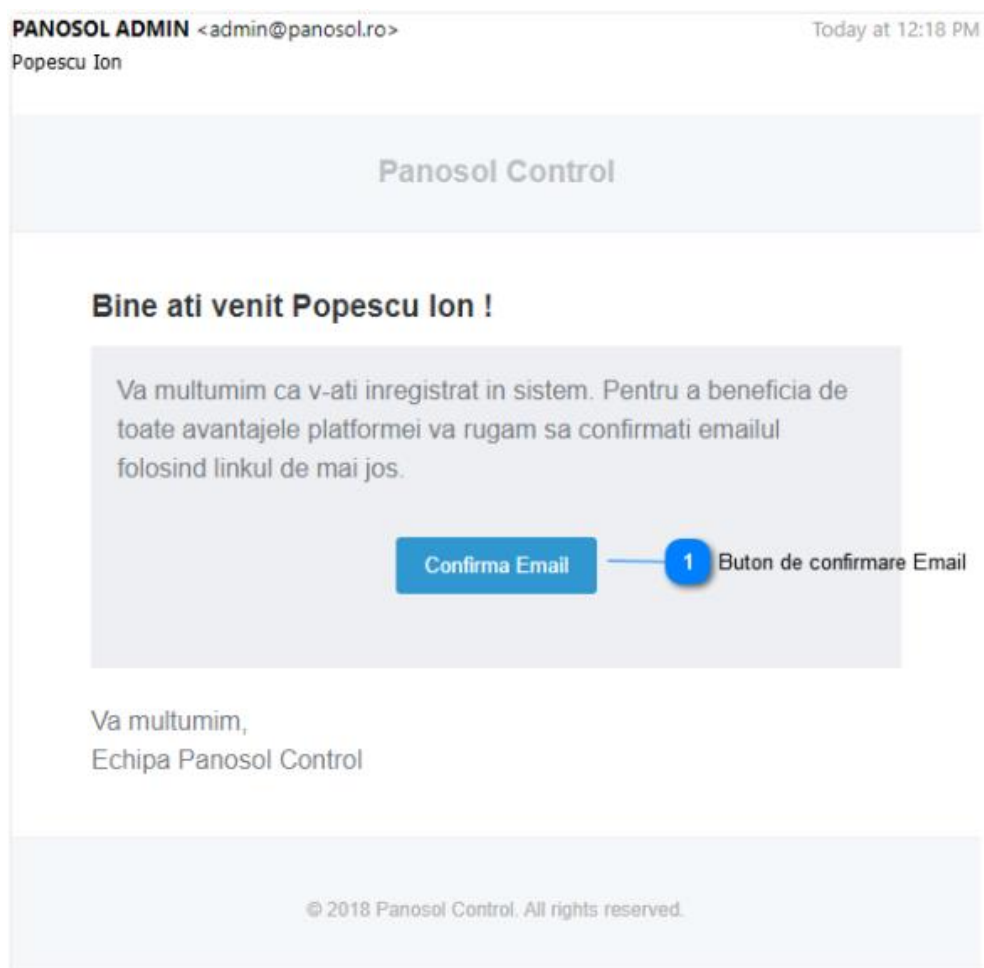 PANOSOL ADMIN <admin@panosol.ro> Today at 12:18 PM
Popescu Ion
Panosol Control
Bine ati venit Popescu Ion !
Va multumim ca v-ati inregistrat in sistem. Pentru a beneficia de
toate avantajele platformei va rugam sa confirmati emailul
folosind linkul de mai jos.
Confirma Email 1 Buton de confirmare Email
Va multumim,
Echipa Panosol Control
© 2018 Panosol Control. All rights reserved.